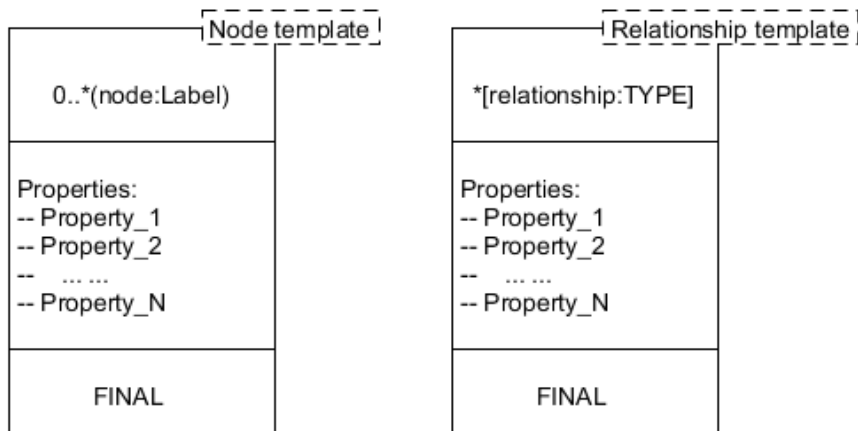 Node template
0..*(node:Label)
Properties:
-- Property_1
-- Property_2
-- ... ...
-- Property_N
FINAL
Relationship template
*[relationship:TYPE]
Properties:
-- Property_1
-- Property_2
-- ... ...
-- Property_N
FINAL